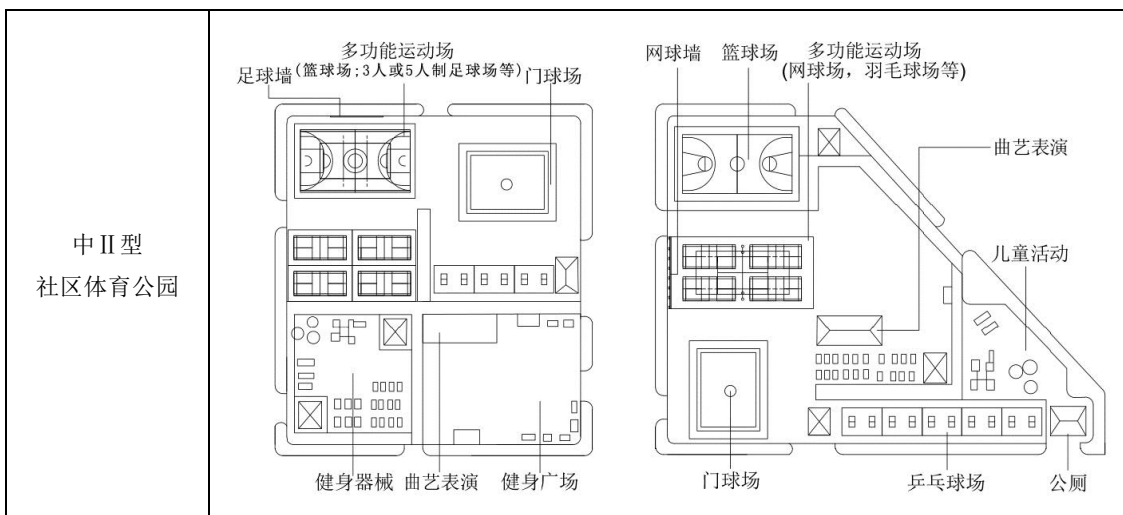 中Ⅱ型
社区体育公园
多功能运动场
足球墙(篮球场;3人或5人制足球场等)门球场
健身器械 曲艺表演 健身广场
网球墙 篮球场 多功能运动场
(网球场，羽毛球场等)
曲艺表演
儿童活动
门球场 乒乓球场 公厕